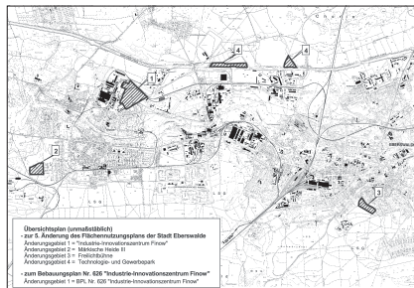 4
4
1
EBERSWALDE
2
3
Übersichtsplan (unmaßstäblich)
- zur 5. Änderung des Flächennutzungsplans der Stadt Eberswalde
Änderungsgebiet 1 = "Industrie-Innovationszentrum Finow"
Änderungsgebiet 2 = Märkische Heide III
Änderungsgebiet 3 = Freilichtbühne
Änderungsgebiet 4 = Technologie- und Gewerbepark
- zum Bebauungsplan Nr. 626 "Industrie-Innovationszentrum Finow"
Änderungsgebiet 1 = BPL Nr. 626 "Industrie-Innovationszentrum Finow"